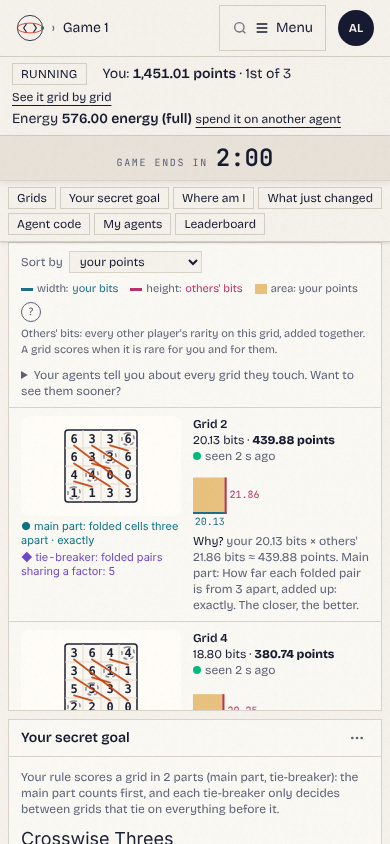 › Game 1
Menu
AL
RUNNING You: 1,451.01 points · 1st of 3
See it grid by grid
Energy 576.00 energy (full) spend it on another agent
GAME ENDS IN 2:00
Grids Your secret goal Where am I What just changed
Agent code My agents Leaderboard
Sort by your points
width: your bits height: others' bits area: your points
?
Others' bits: every other player's rarity on this grid, added together.
A grid scores when it is rare for you and for them.
Your agents tell you about every grid they touch. Want to
see them sooner?
6 3 3 6
6 3 3 6
4 4 0 0
1 1 3 3
main part: folded cells three
apart · exactly
tie-breaker: folded pairs
sharing a factor: 5
Grid 2
20.13 bits · 439.88 points
seen 2 s ago
21.86
20.13
Why? your 20.13 bits × others'
21.86 bits ≈ 439.88 points. Main
part: How far each folded pair
is from 3 apart, added up:
exactly. The closer, the better.
3 6 4 4
3 6 1 1
5 5 3 3
2 2 0 0
Grid 4
18.80 bits · 380.74 points
seen 2 s ago
20.25
Your secret goal
Your rule scores a grid in 2 parts (main part, tie-breaker): the
main part counts first, and each tie-breaker only decides
between grids that tie on everything before it.
Crosswise Threes